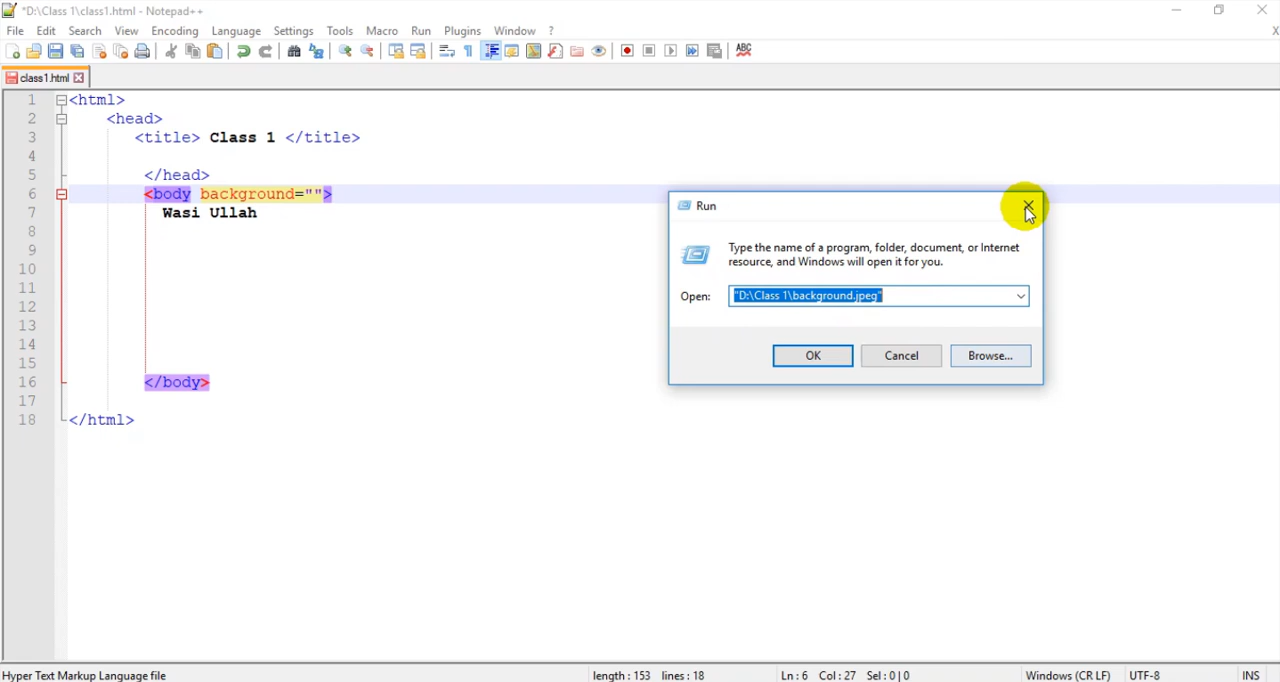 *D:\Class 1\class1.html - Notepad++
File Edit Search View Encoding Language Settings Tools Macro Run Plugins Window ? X
ABC
class1.html
1 <html>
2 <head>
3 <title> Class 1 </title>
4
5 </head>
6 <body background="">
7 Wasi Ullah
8
9
10
11
12
13
14
15
16 </body>
17
18 </html>
Run
Type the name of a program, folder, document, or Internet
resource, and Windows will open it for you.
Open: "D:\Class 1\background.jpeg"
OK Cancel Browse...
Hyper Text Markup Language file length : 153 lines : 18 Ln : 6 Col : 27 Sel : 0 | 0 Windows (CR LF) UTF-8 INS